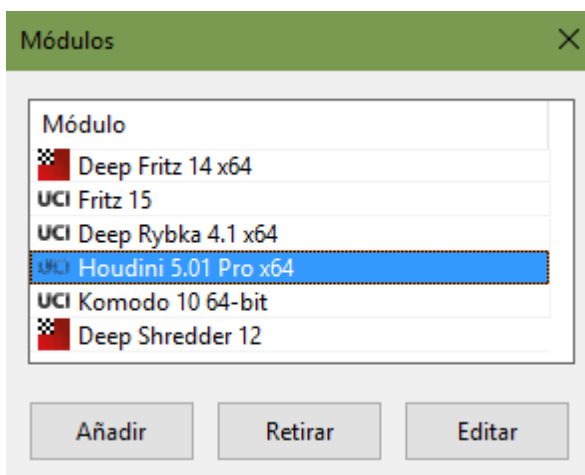 Módulos
Módulo
Deep Fritz 14 x64
UCI Fritz 15
UCI Deep Rybka 4.1 x64
UCI Houdini 5.01 Pro x64
UCI Komodo 10 64-bit
Deep Shredder 12
Añadir Retirar Editar